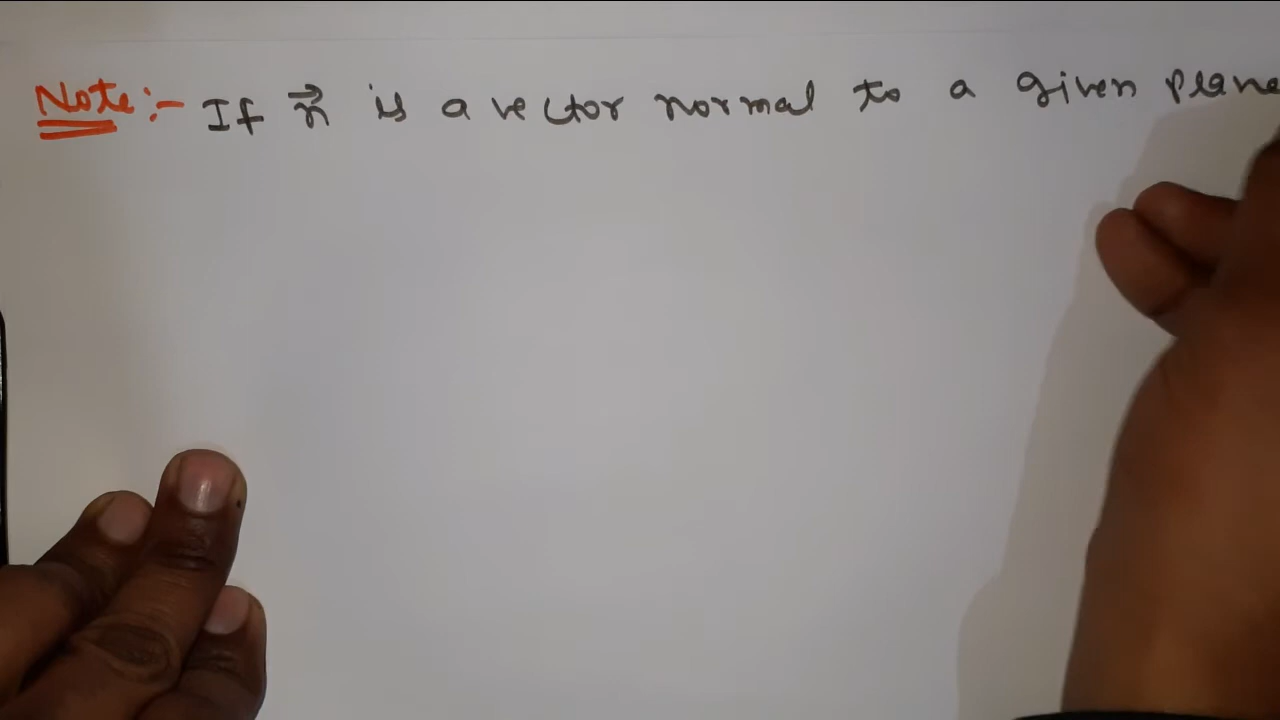 Note:- If n⃗ is a vector normal to a given plane